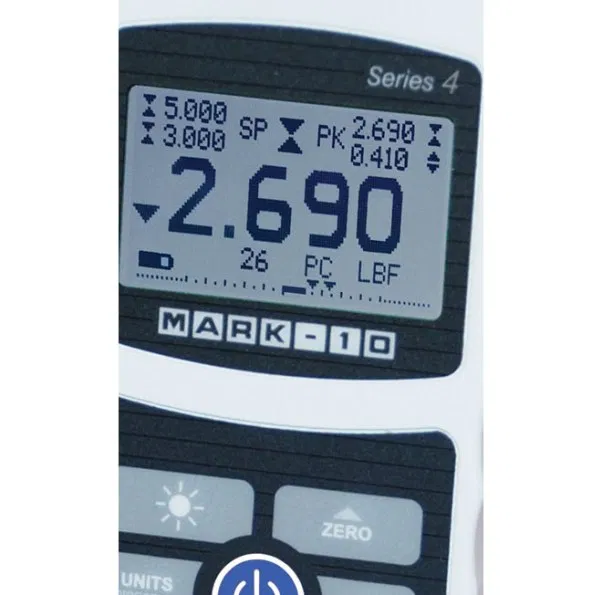 Series 4
5.000
3.000
SP
PK
2.690
0.410
2.690
26 PC LBF
MARK-10
ZERO
UNITS